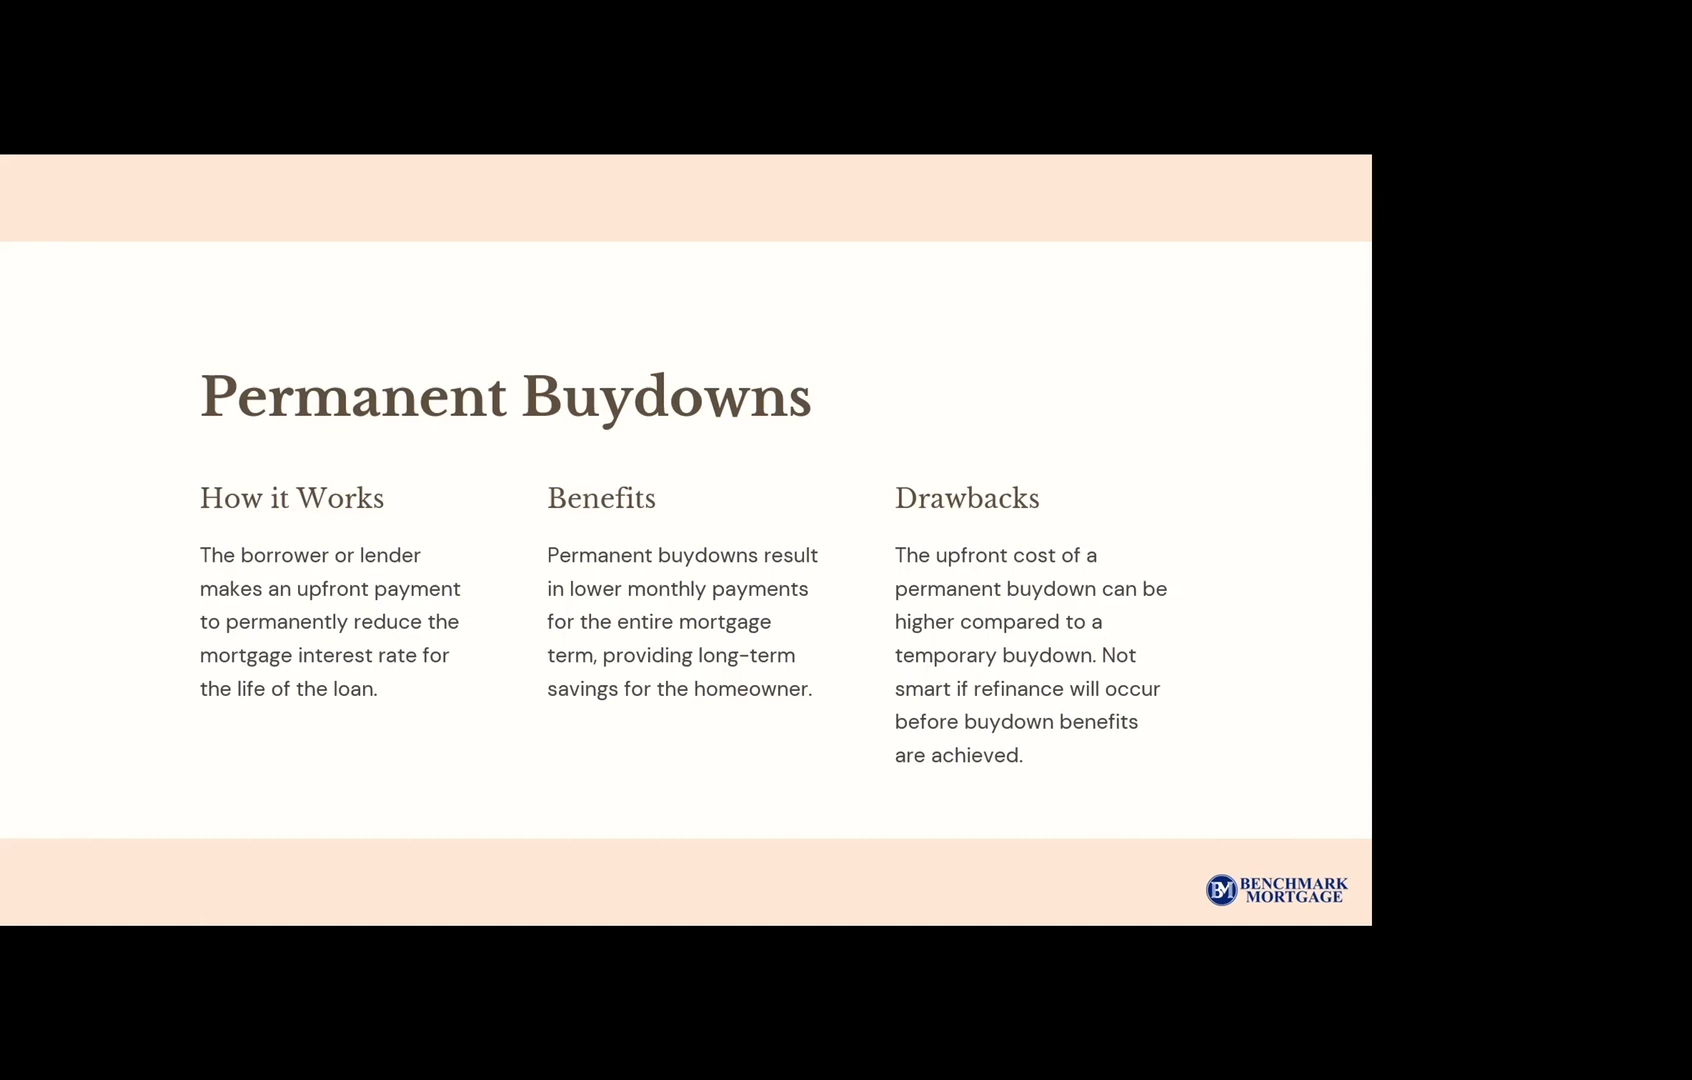 Permanent Buydowns
How it Works
The borrower or lender
makes an upfront payment
to permanently reduce the
mortgage interest rate for
the life of the loan.
Benefits
Permanent buydowns result
in lower monthly payments
for the entire mortgage
term, providing long-term
savings for the homeowner.
Drawbacks
The upfront cost of a
permanent buydown can be
higher compared to a
temporary buydown. Not
smart if refinance will occur
before buydown benefits
are achieved.
BM
BENCHMARK
MORTGAGE